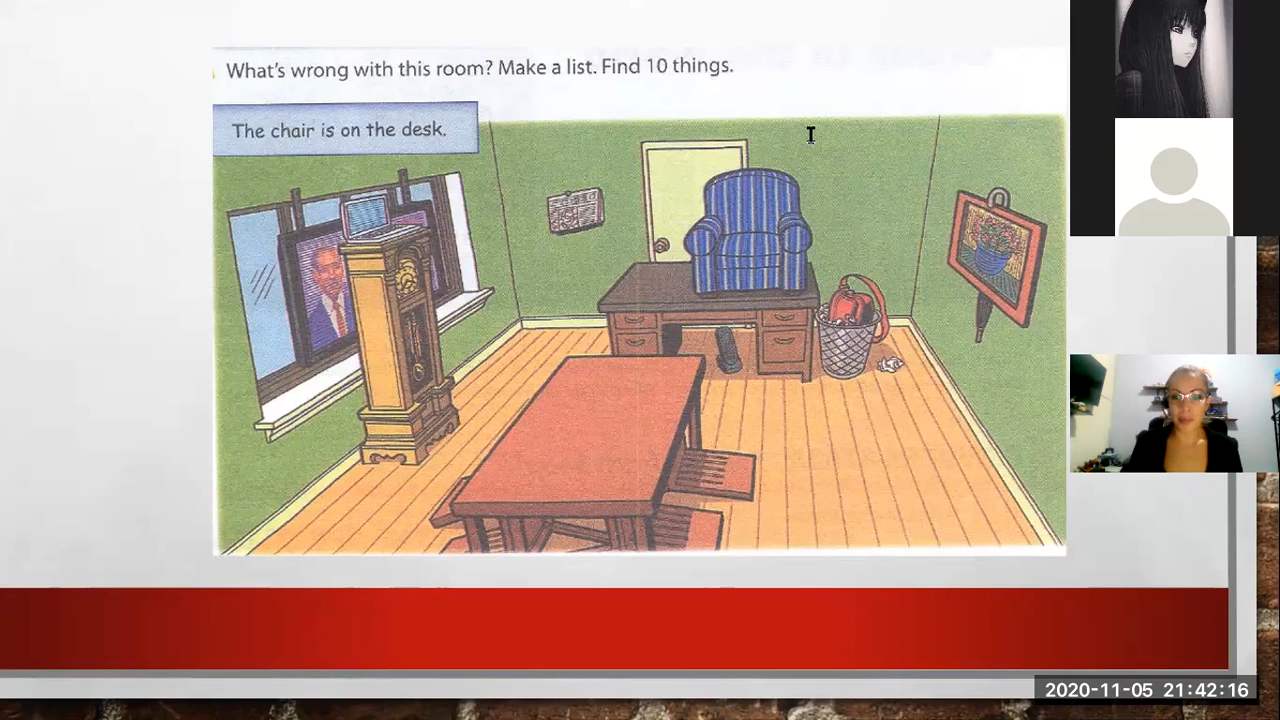 What's wrong with this room? Make a list. Find 10 things.
The chair is on the desk.
2020-11-05 21:42:16